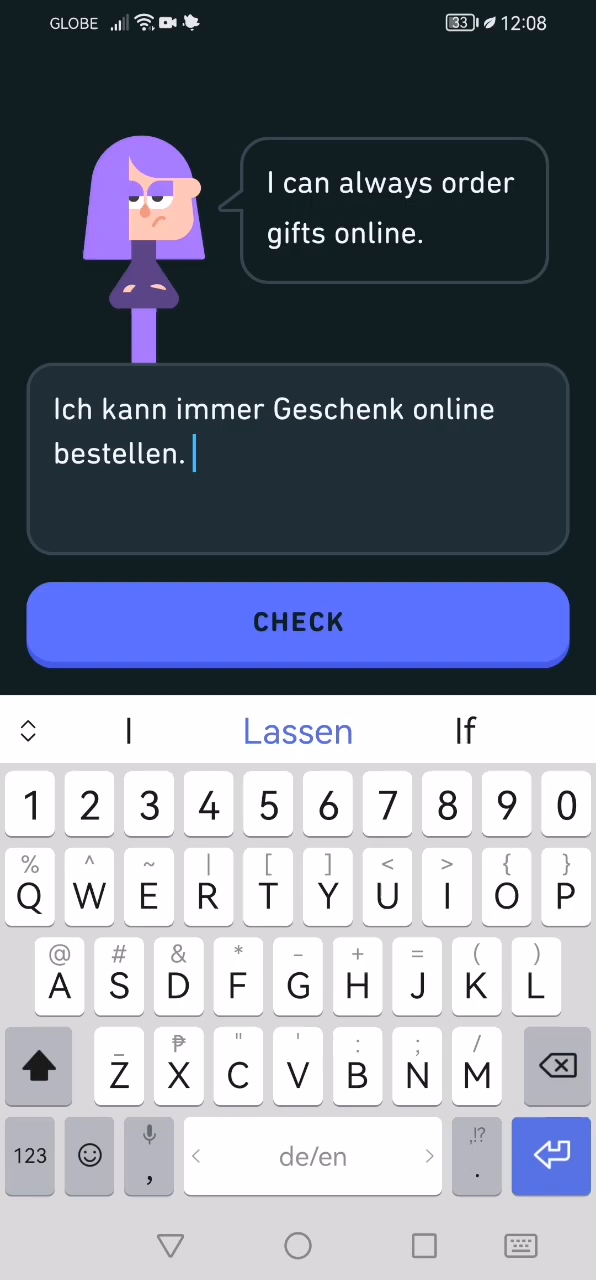 GLOBE 33 12:08
I can always order
gifts online.
Ich kann immer Geschenk online
bestellen.
CHECK
I Lassen If
1 2 3 4 5 6 7 8 9 0
% ^ ~ | [ ] < > { }
Q W E R T Y U I O P
@ # & * - + = ( )
A S D F G H J K L
_ ₱ " ' : ; /
Z X C V B N M
123 , < de/en > ,!? .